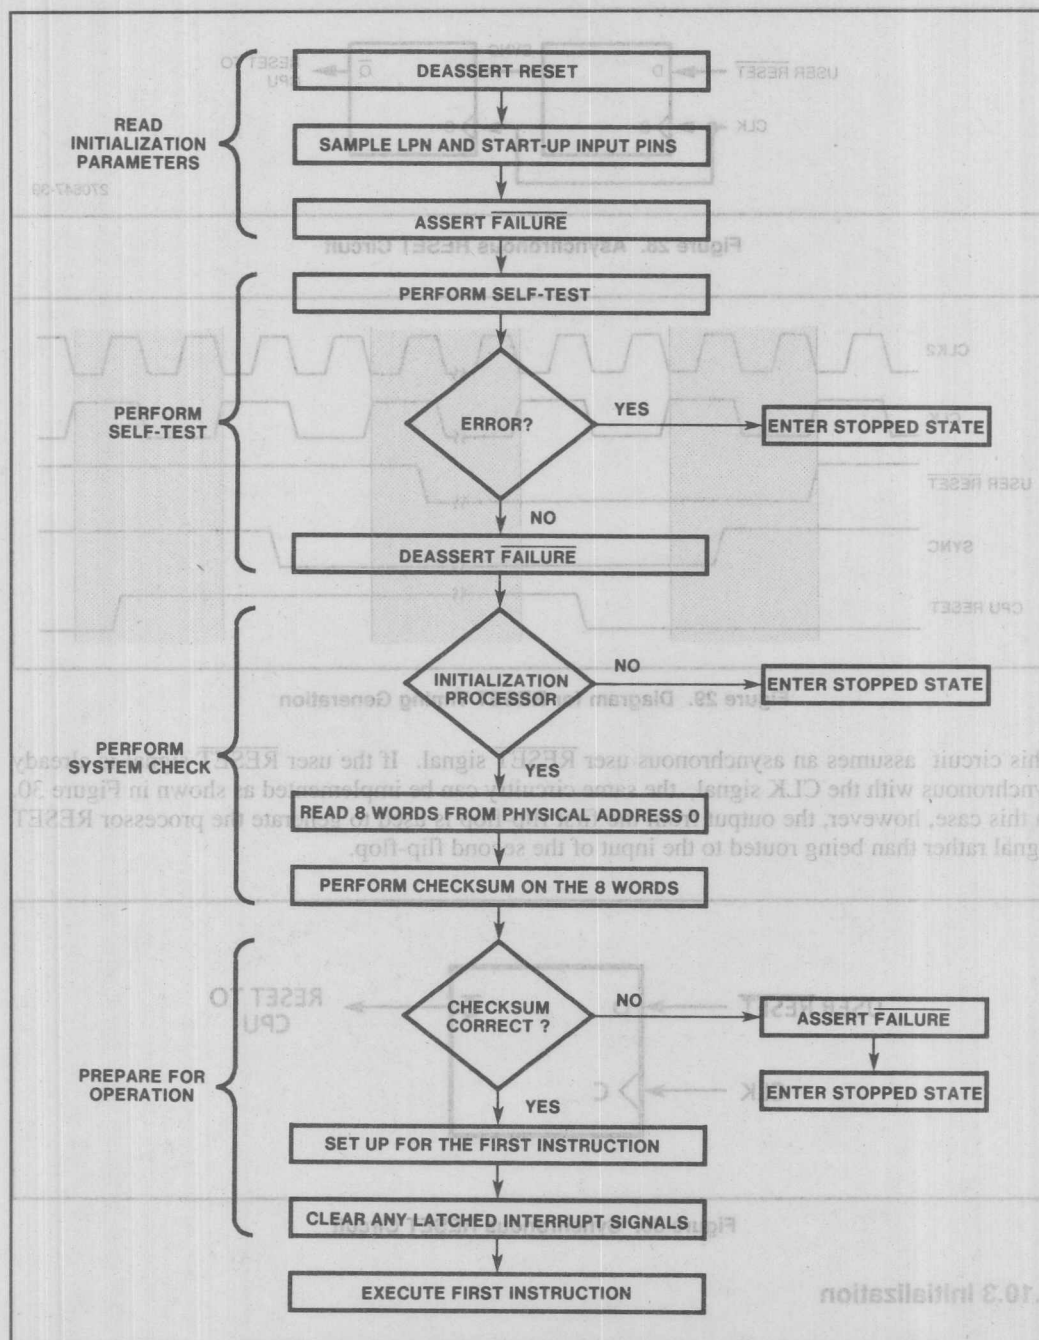 DEASSERT RESET
READ
INITIALIZATION
PARAMETERS
SAMPLE LPN AND START-UP INPUT PINS
ASSERT FAILURE
PERFORM SELF-TEST
PERFORM
SELF-TEST
ERROR?
YES
ENTER STOPPED STATE
NO
DEASSERT FAILURE
INITIALIZATION
PROCESSOR
NO
ENTER STOPPED STATE
PERFORM
SYSTEM CHECK
YES
READ 8 WORDS FROM PHYSICAL ADDRESS 0
PERFORM CHECKSUM ON THE 8 WORDS
CHECKSUM
CORRECT ?
NO
ASSERT FAILURE
ENTER STOPPED STATE
PREPARE FOR
OPERATION
YES
SET UP FOR THE FIRST INSTRUCTION
CLEAR ANY LATCHED INTERRUPT SIGNALS
EXECUTE FIRST INSTRUCTION